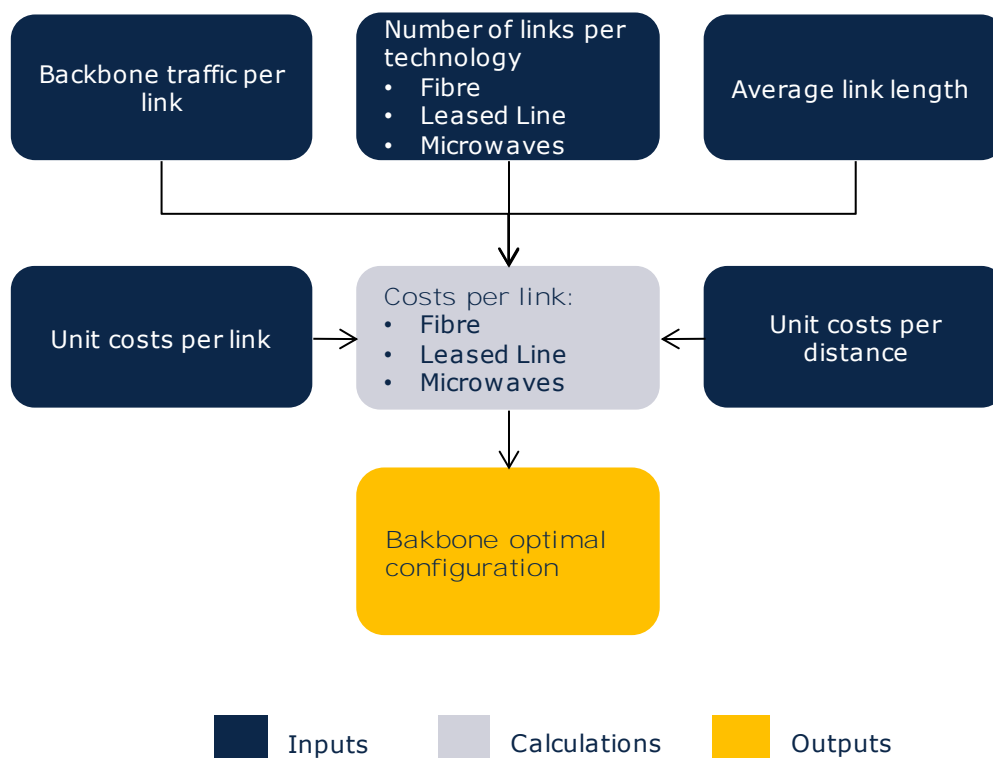 Backbone traffic per
link
Number of links per
technology
• Fibre
• Leased Line
• Microwaves
Average link length
Unit costs per link
Costs per link:
• Fibre
• Leased Line
• Microwaves
Unit costs per
distance
Bakbone optimal
configuration
Inputs
Calculations
Outputs